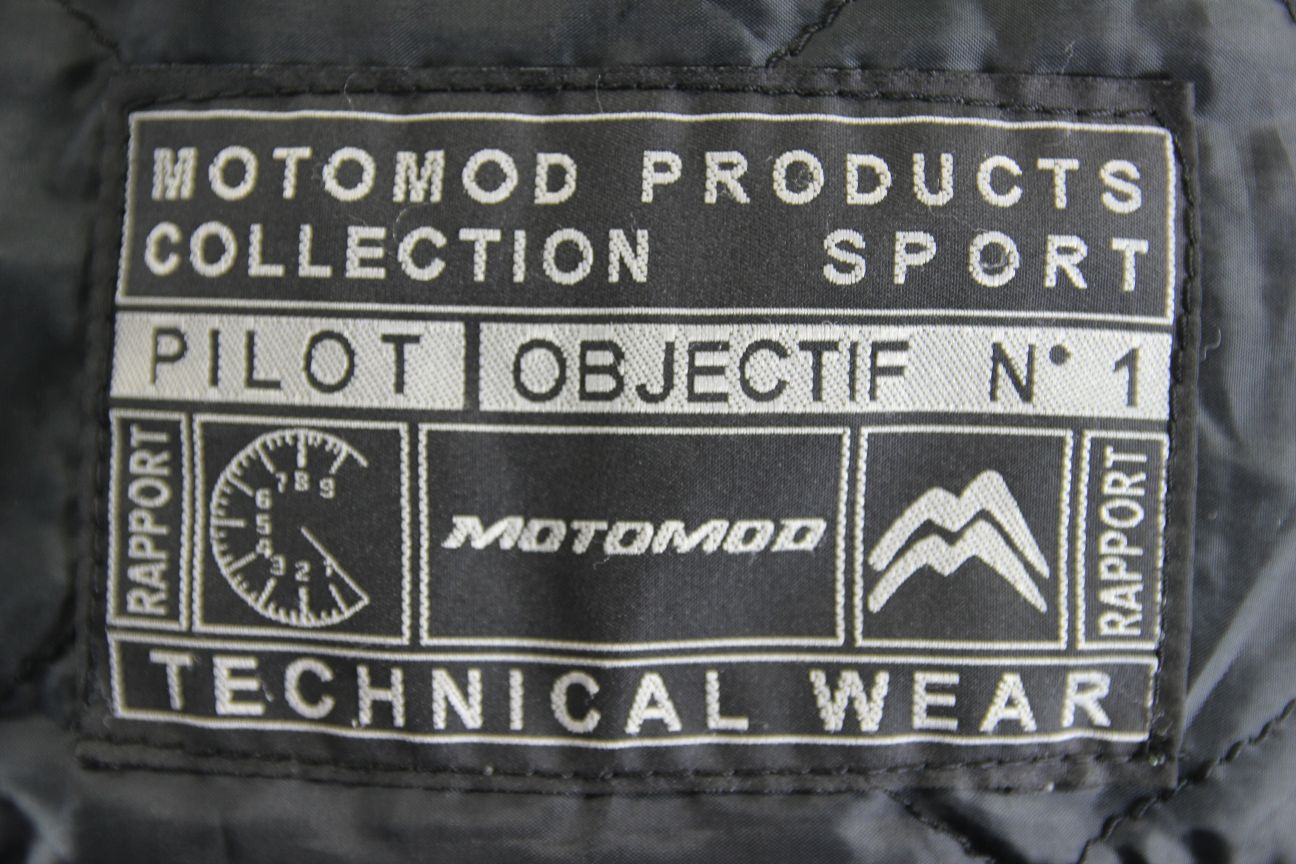 MOTOMOD PRODUCTS
COLLECTION SPORT
PILOT OBJECTIF N° 1
RAPPORT
9
8
7
6
5
4
3
2
1
MOTOMOD
RAPPORT
TECHNICAL WEAR